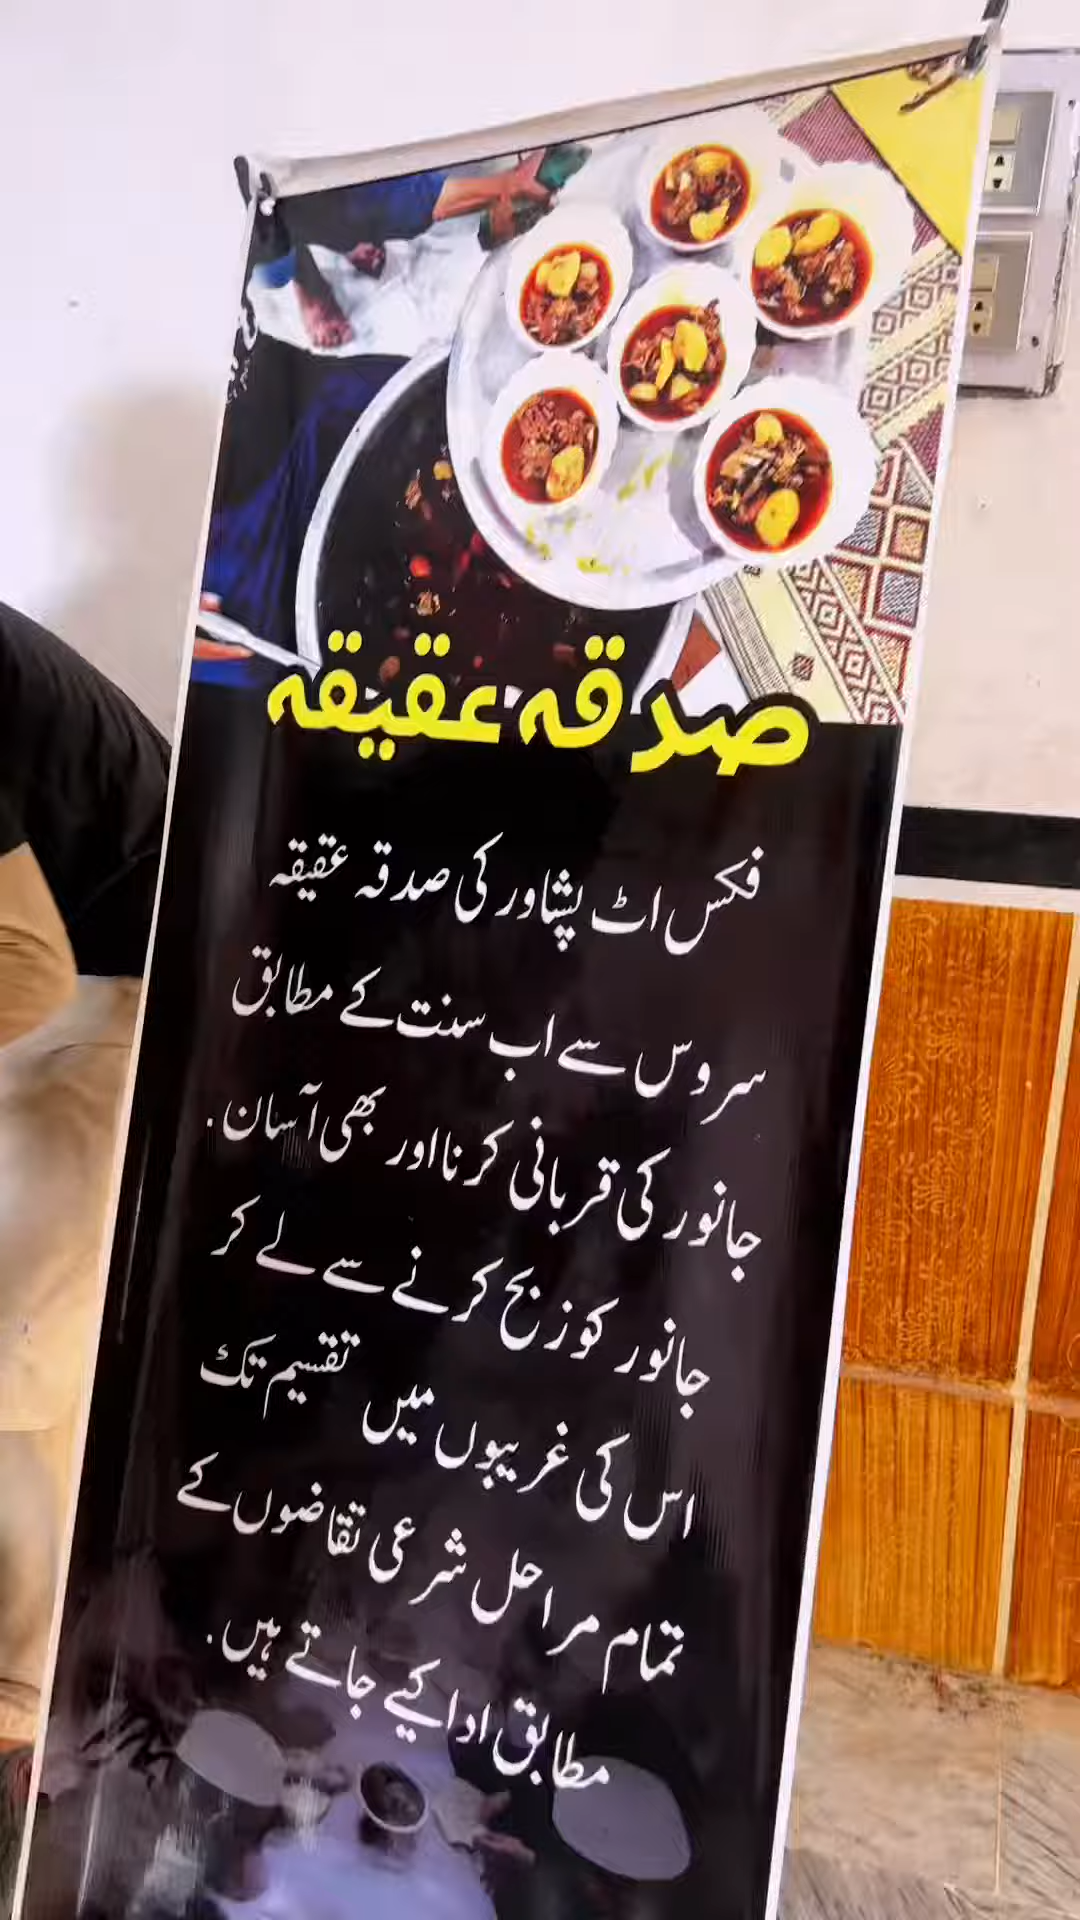 صدقہ عقیقہ
فکس اٹ پشاور کی صدقہ عقیقہ
سروس سے اب سنت کے مطابق
جانور کی قربانی کرنا اور بھی آسان.
جانور کو زبح کرنے سے لے کر
اس کی غریبوں میں تقسیم تک
تمام مراحل شرعی تقاضوں کے
مطابق ادا کیے جاتے ہیں.